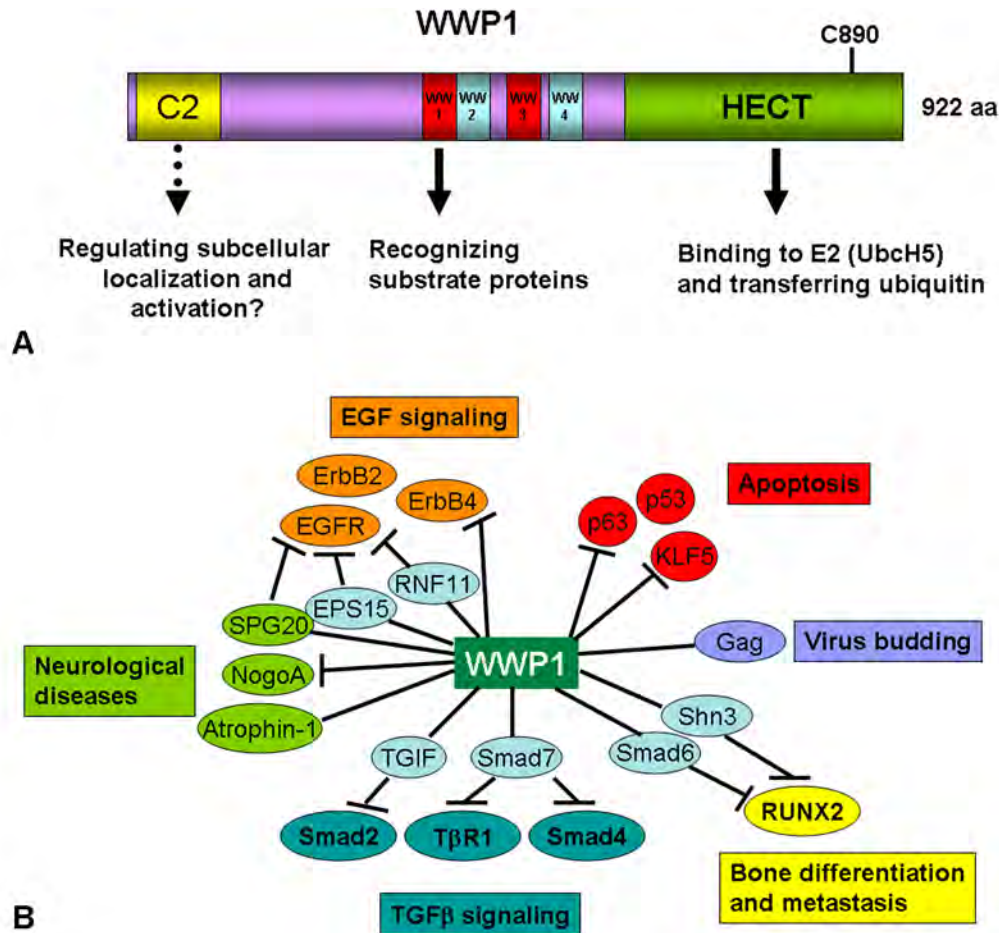 WWP1
C890
C2
WW
1
WW
2
WW
3
WW
4
HECT
922 aa
Regulating subcellular
localization and
activation?
Recognizing
substrate proteins
Binding to E2 (UbcH5)
and transferring ubiquitin
A
EGF signaling
ErbB2
ErbB4
EGFR
RNF11
EPS15
SPG20
p63
p53
KLF5
Apoptosis
Neurological
diseases
NogoA
Atrophin-1
WWP1
Gag
Virus budding
TGIF
Smad7
Smad6
Shn3
Smad2
TβR1
Smad4
RUNX2
TGFβ signaling
Bone differentiation
and metastasis
B